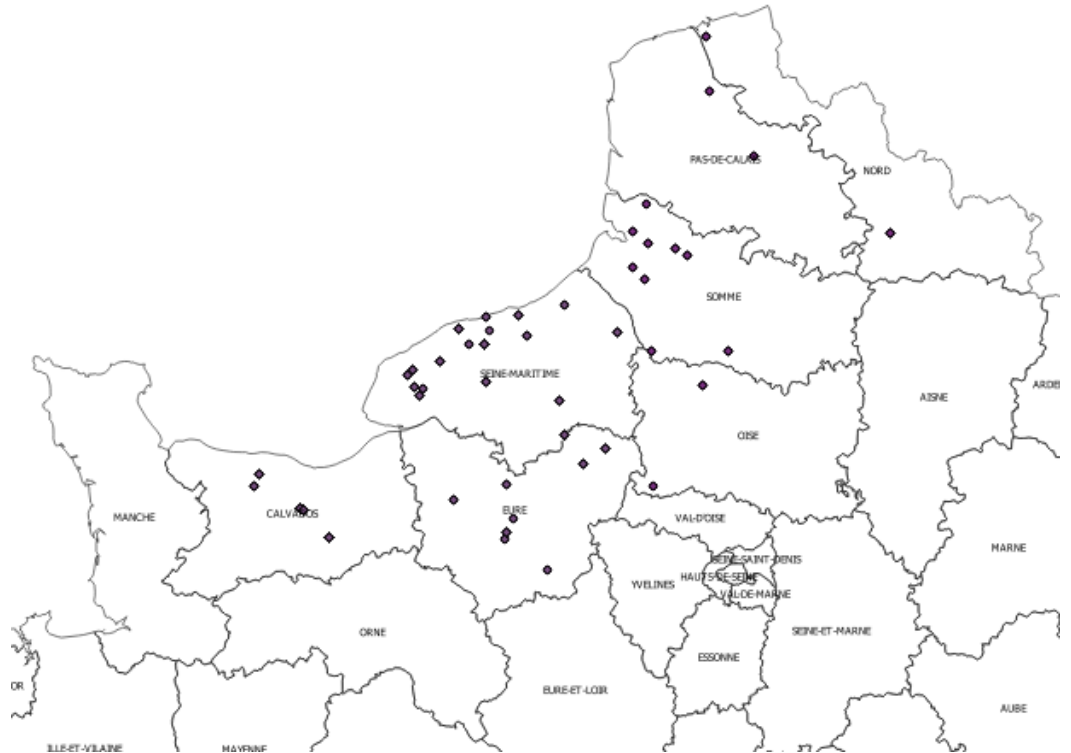 PAS-DE-CALAIS
NORD
SOMME
SEINE-MARITIME
ARDE
AISNE
OISE
MANCHE
CALVADOS
EURE
VAL-D'OISE
MARNE
SEINE-SAINT-DENIS
HAUTS-DE-SEINE
YVELINES
VAL-DE-MARNE
ORNE
SEINE-ET-MARNE
ESSONNE
OR
EURE-ET-LOIR
AUBE
ILLE-ET-VILAINE
MAYENNE